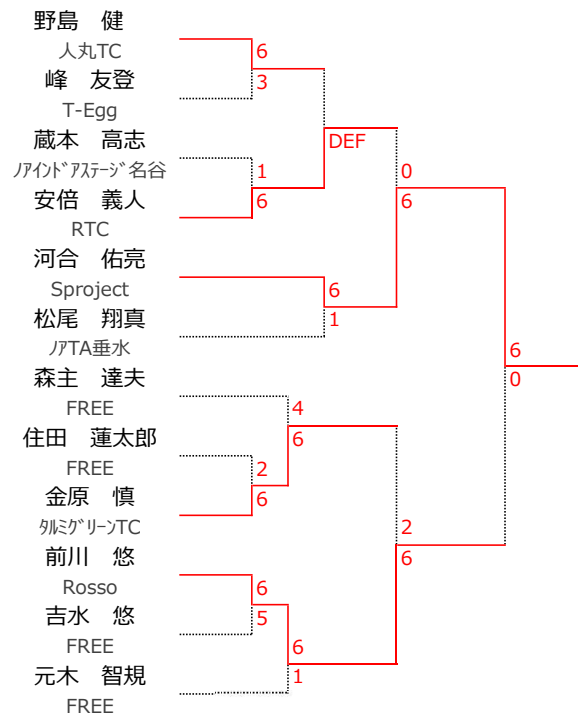 野島　健
人丸TC
6
峰　友登
3
T-Egg
蔵本　高志
DEF
ﾉｱｲﾝﾄﾞｱｽﾃｰｼﾞ名谷
1
0
安倍　義人
6
6
RTC
河合　佑亮
Sproject
6
松尾　翔真
1
ﾉｱTA垂水
6
森主　達夫
0
FREE
4
住田　蓮太郎
6
FREE
2
金原　慎
6
ﾀﾙﾐｸﾞﾘｰﾝTC
2
前川　悠
6
Rosso
6
吉水　悠
5
FREE
6
元木　智規
1
FREE